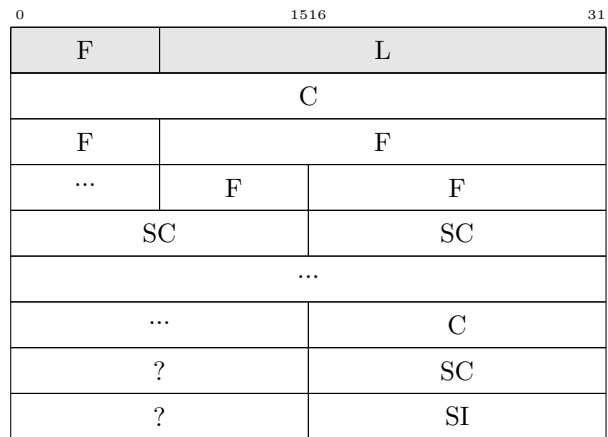 0 1516 31
F L
C
F F
... F F
SC SC
...
... C
? SC
? SI